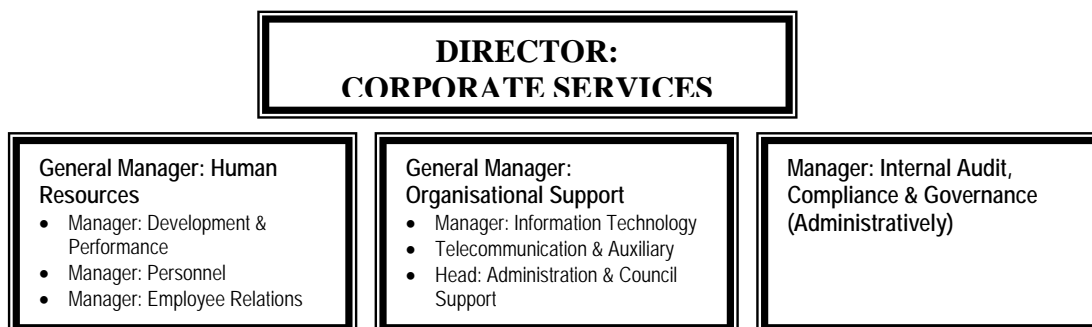 DIRECTOR:
CORPORATE SERVICES
General Manager: Human
Resources
• Manager: Development &
Performance
• Manager: Personnel
• Manager: Employee Relations
General Manager:
Organisational Support
• Manager: Information Technology
• Telecommunication & Auxiliary
• Head: Administration & Council
Support
Manager: Internal Audit,
Compliance & Governance
(Administratively)